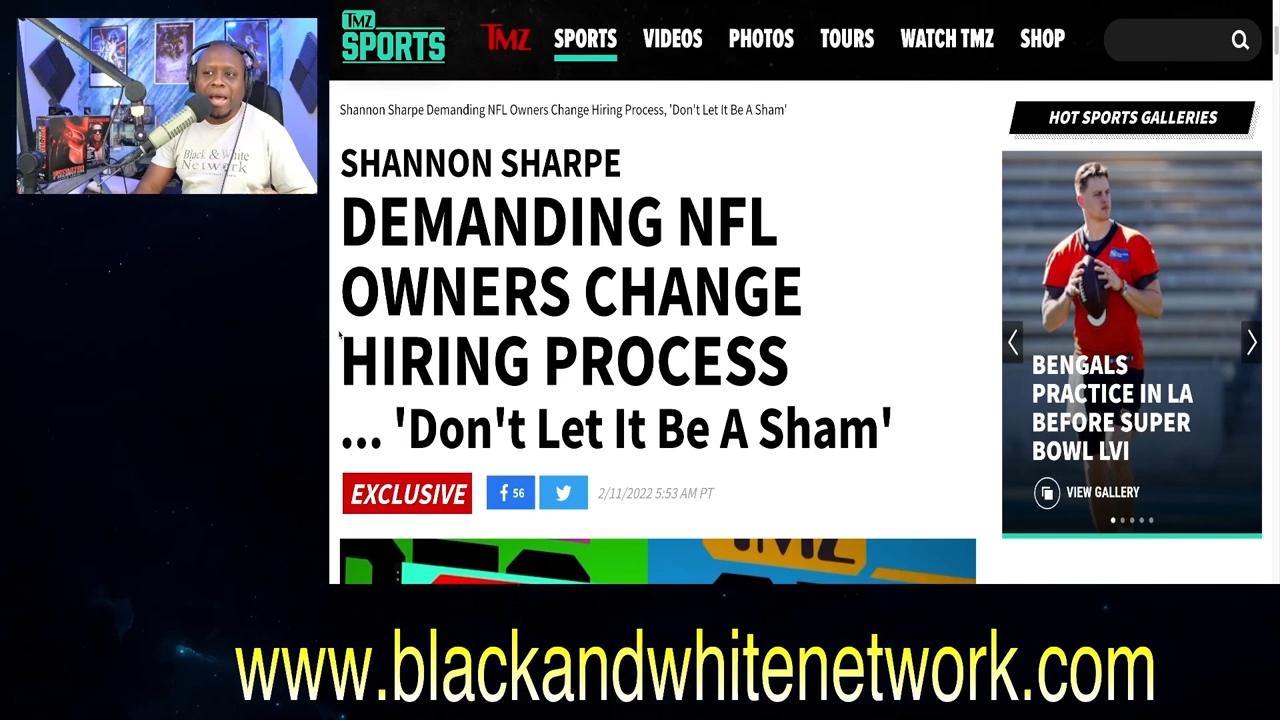 TMZ
SPORTS
TMZ
SPORTS
VIDEOS
PHOTOS
TOURS
WATCH TMZ
SHOP
Shannon Sharpe Demanding NFL Owners Change Hiring Process, 'Don't Let It Be A Sham'
SHANNON SHARPE
DEMANDING NFL
OWNERS CHANGE
HIRING PROCESS
... 'Don't Let It Be A Sham'
EXCLUSIVE
56
2/11/2022 5:53 AM PT
TMZ
HOT SPORTS GALLERIES
BENGALS
PRACTICE IN LA
BEFORE SUPER
BOWL LVI
VIEW GALLERY
Black & White
Network
www.blackandwhitenetwork.com